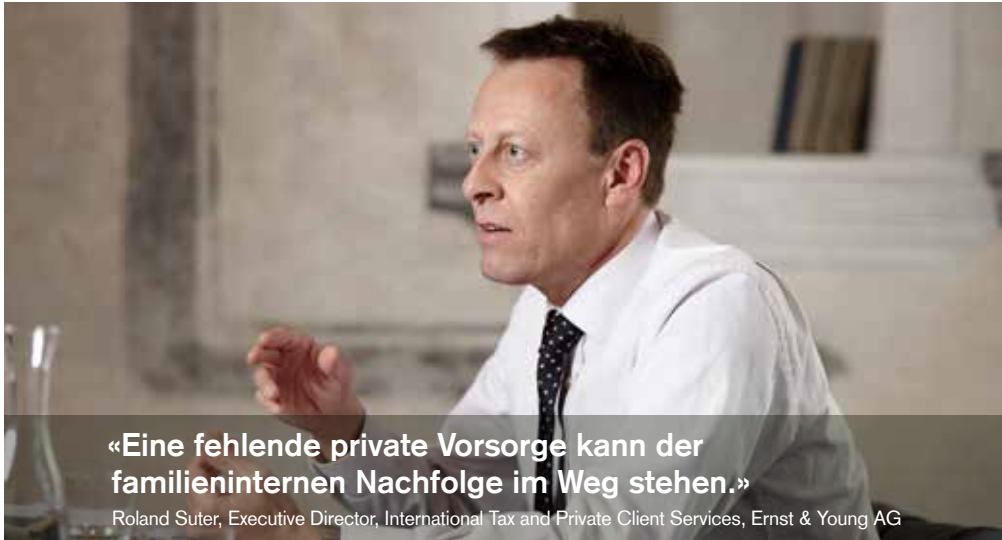 «Eine fehlende private Vorsorge kann der
familieninternen Nachfolge im Weg stehen.»
Roland Suter, Executive Director, International Tax and Private Client Services, Ernst & Young AG